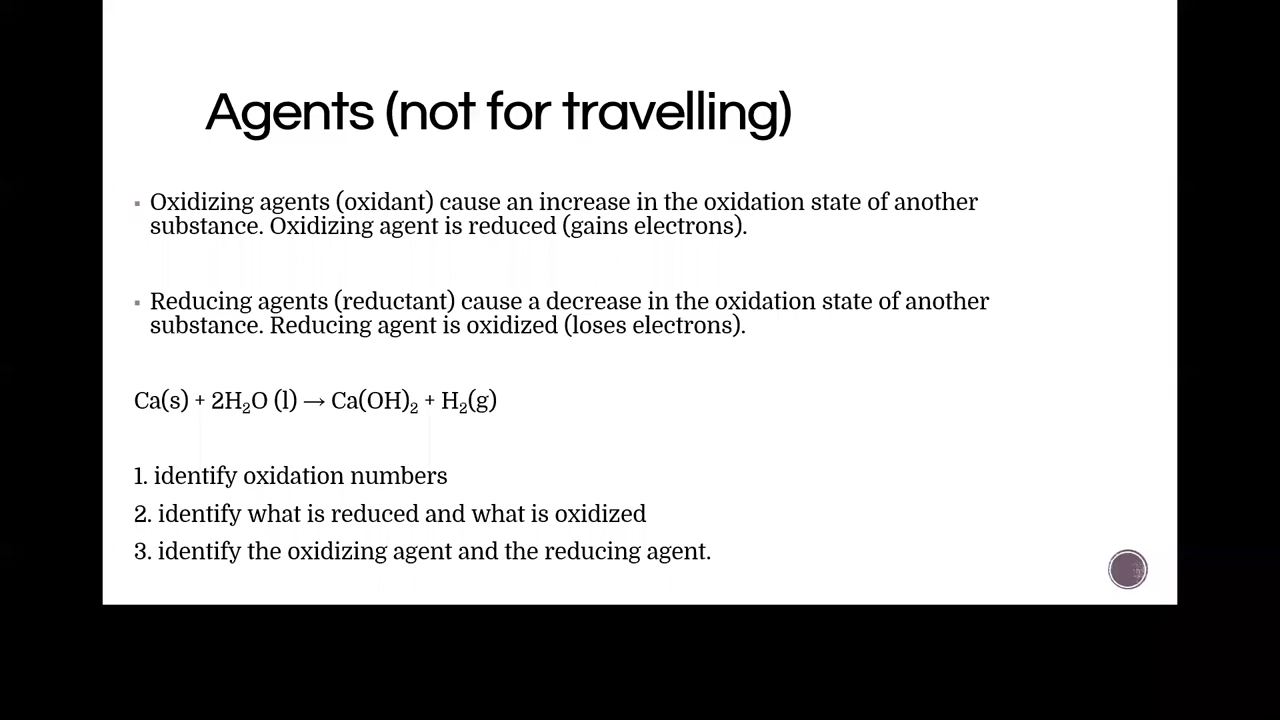 Agents (not for travelling)
▪ Oxidizing agents (oxidant) cause an increase in the oxidation state of another
substance. Oxidizing agent is reduced (gains electrons).
▪ Reducing agents (reductant) cause a decrease in the oxidation state of another
substance. Reducing agent is oxidized (loses electrons).
Ca(s) + 2H₂O (l) → Ca(OH)₂ + H₂(g)
1. identify oxidation numbers
2. identify what is reduced and what is oxidized
3. identify the oxidizing agent and the reducing agent.